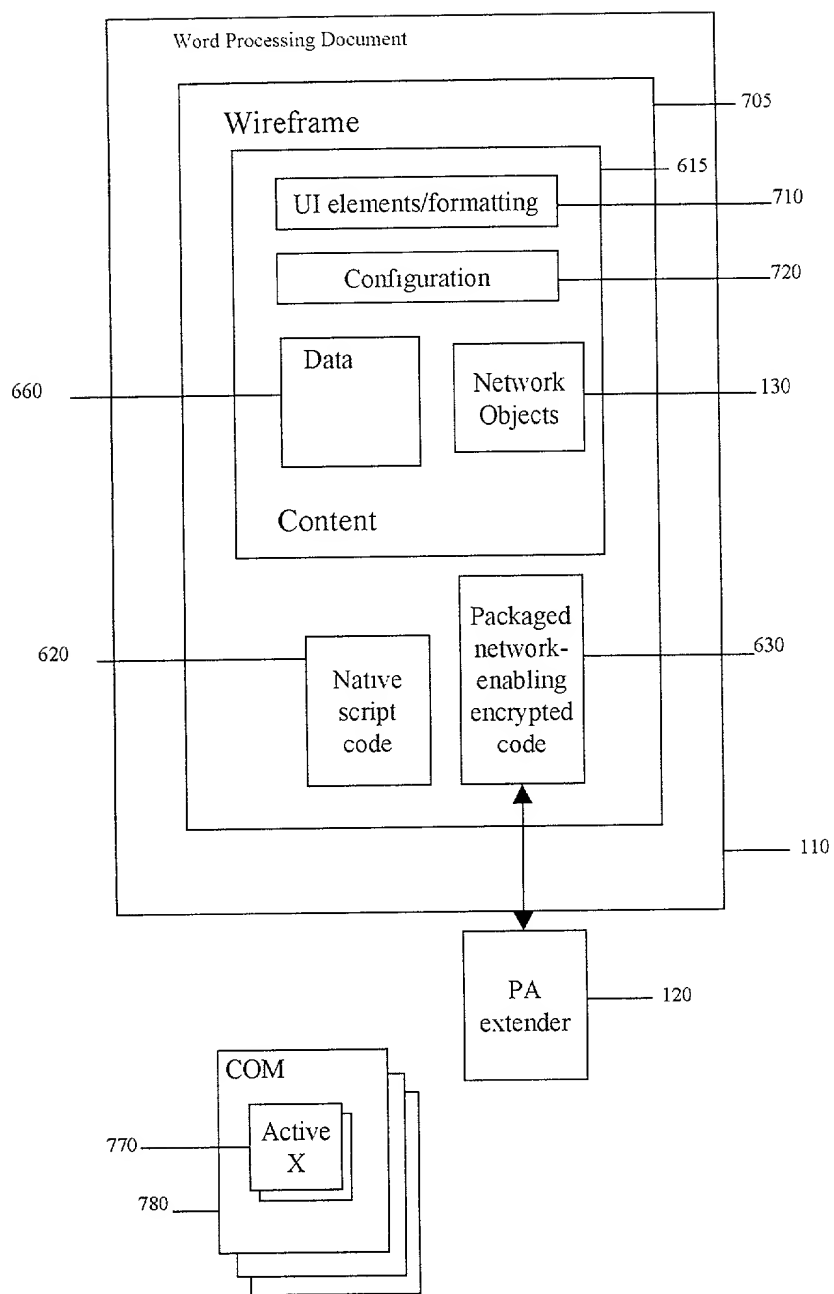 Word Processing Document
705
Wireframe
615
UI elements/formatting
710
Configuration
720
Data
660
Network
Objects
130
Content
620
Native
script
code
Packaged
network-
enabling
encrypted
code
630
110
PA
extender
120
COM
770
Active
X
780